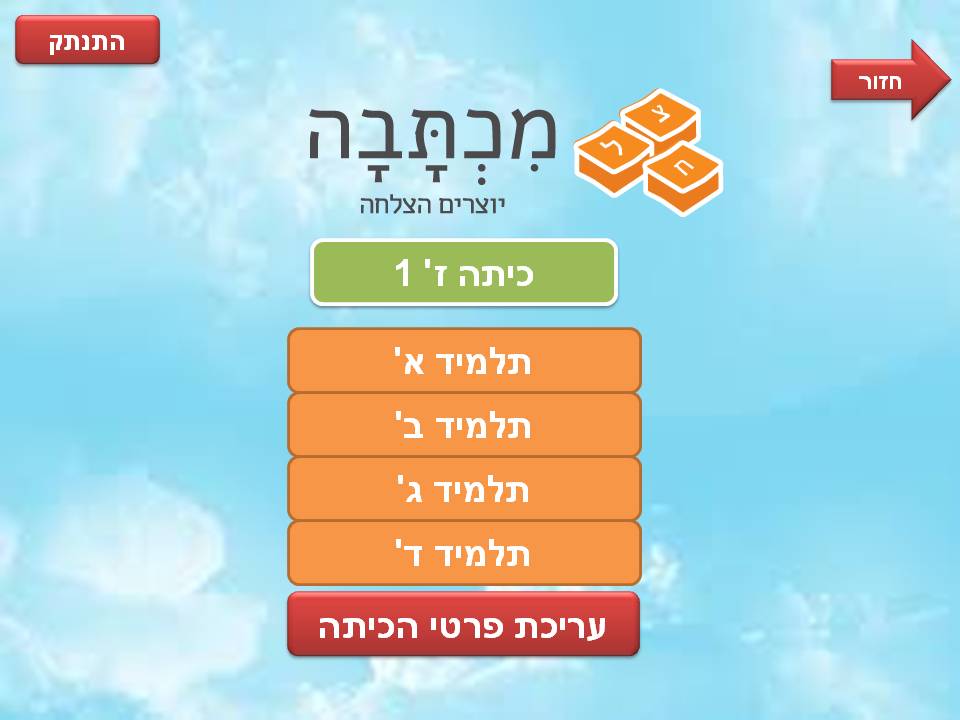 התנתק
חזור
צ
ל
ח
מִכְתָּבָה
יוצרים הצלחה
כיתה ז' 1
תלמיד א'
תלמיד ב'
תלמיד ג'
תלמיד ד'
עריכת פרטי הכיתה